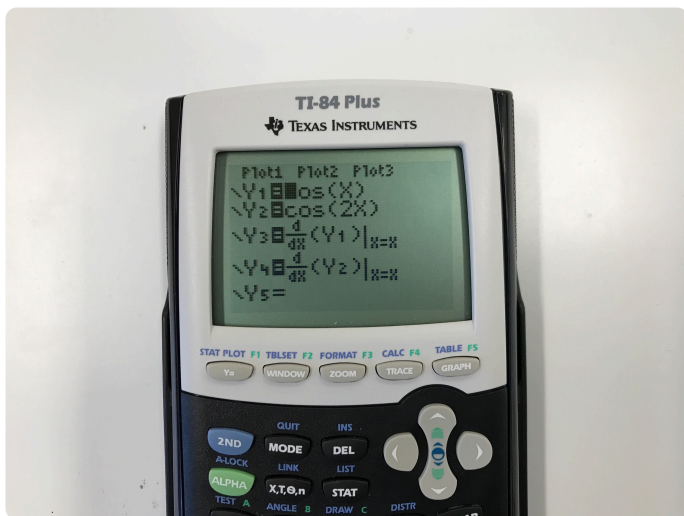 TI-84 Plus
TEXAS INSTRUMENTS
Plot1 Plot2 Plot3
\Y1=os(X)
\Y2=cos(2X)
\Y3=d/dX(Y1)|X=X
\Y4=d/dX(Y2)|X=X
\Y5=
STAT PLOT F1 TBLSET F2 FORMAT F3 CALC F4 TABLE F5
Y= WINDOW ZOOM TRACE GRAPH
QUIT INS
2ND MODE DEL
A-LOCK LINK LIST
ALPHA X,T,Θ,n STAT
TEST A ANGLE B DRAW C DISTR